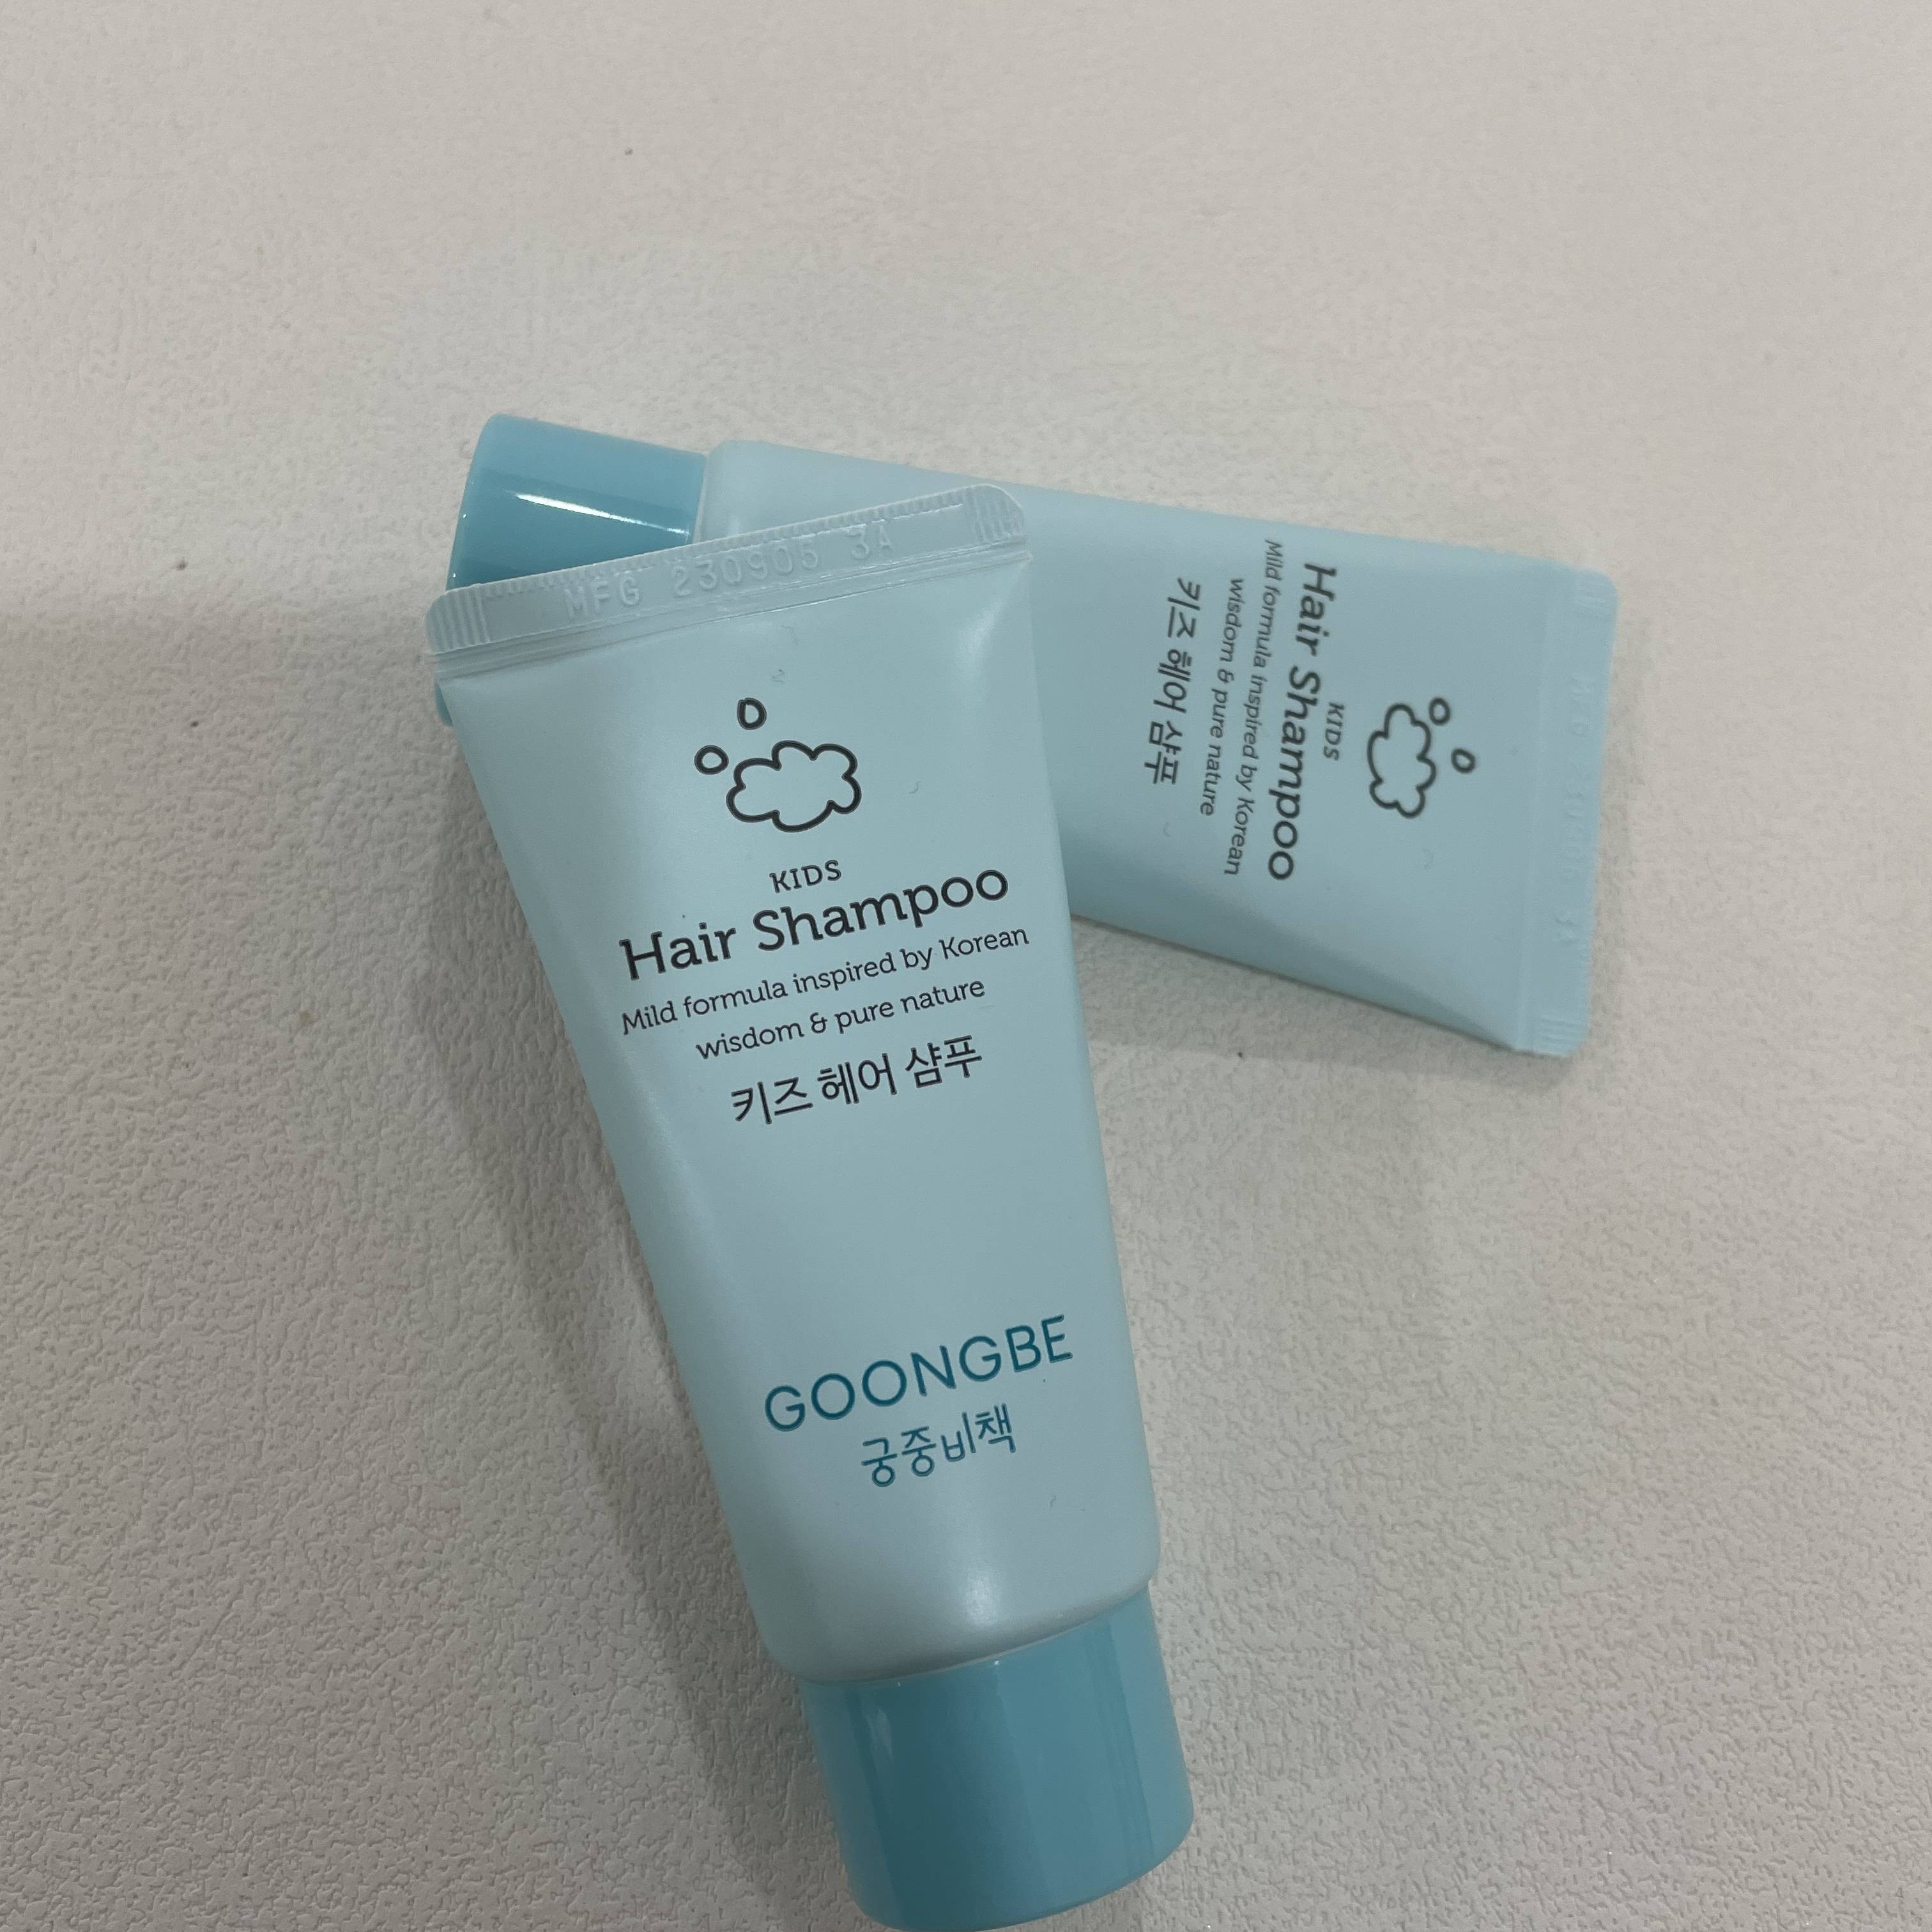 MFG 230905 3A
KIDS
Hair Shampoo
Mild formula inspired by Korean
wisdom & pure nature
키즈 헤어 샴푸
GOONGBE
궁중비책
KIDS
Hair Shampoo
Mild formula inspired by Korean
wisdom & pure nature
키즈 헤어 샴푸